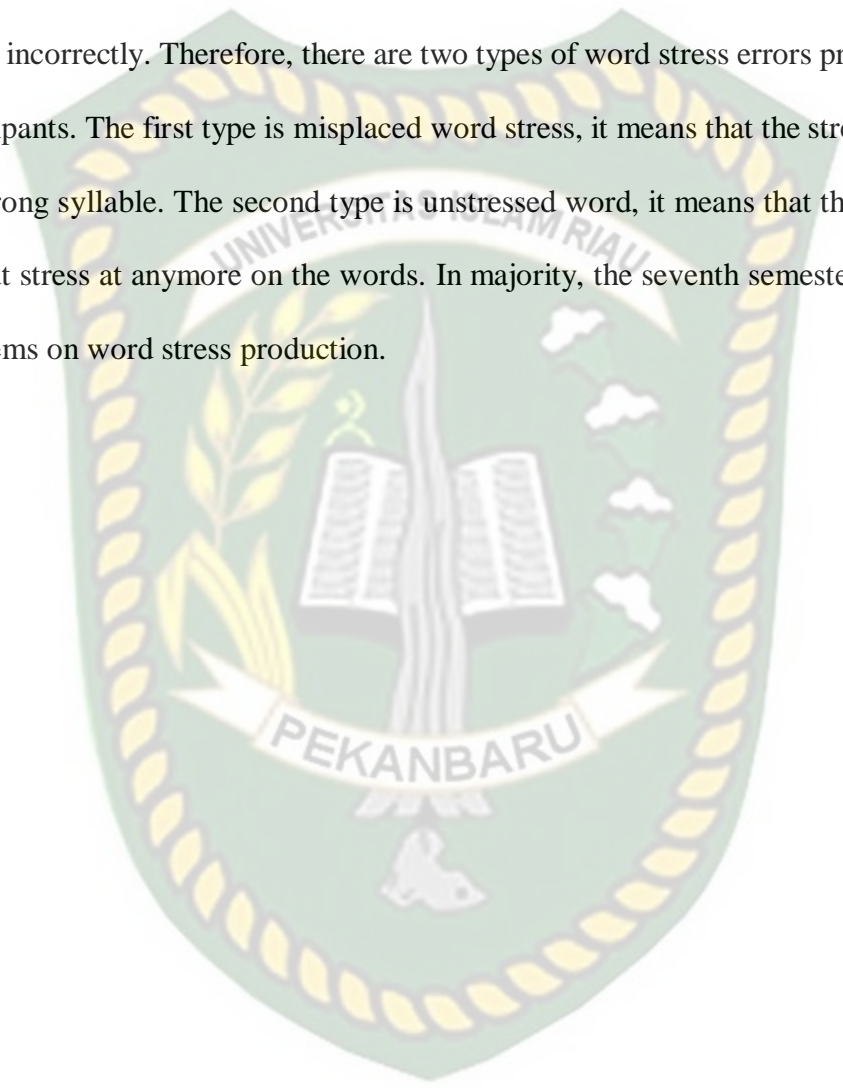 incorrectly. Therefore, there are two types of word stress errors pr
ipants. The first type is misplaced word stress, it means that the stre
rong syllable. The second type is unstressed word, it means that th
UNIVERSITAS ISLAM RIAU
t stress at anymore on the words. In majority, the seventh semeste
ems on word stress production.
PEKANBARU